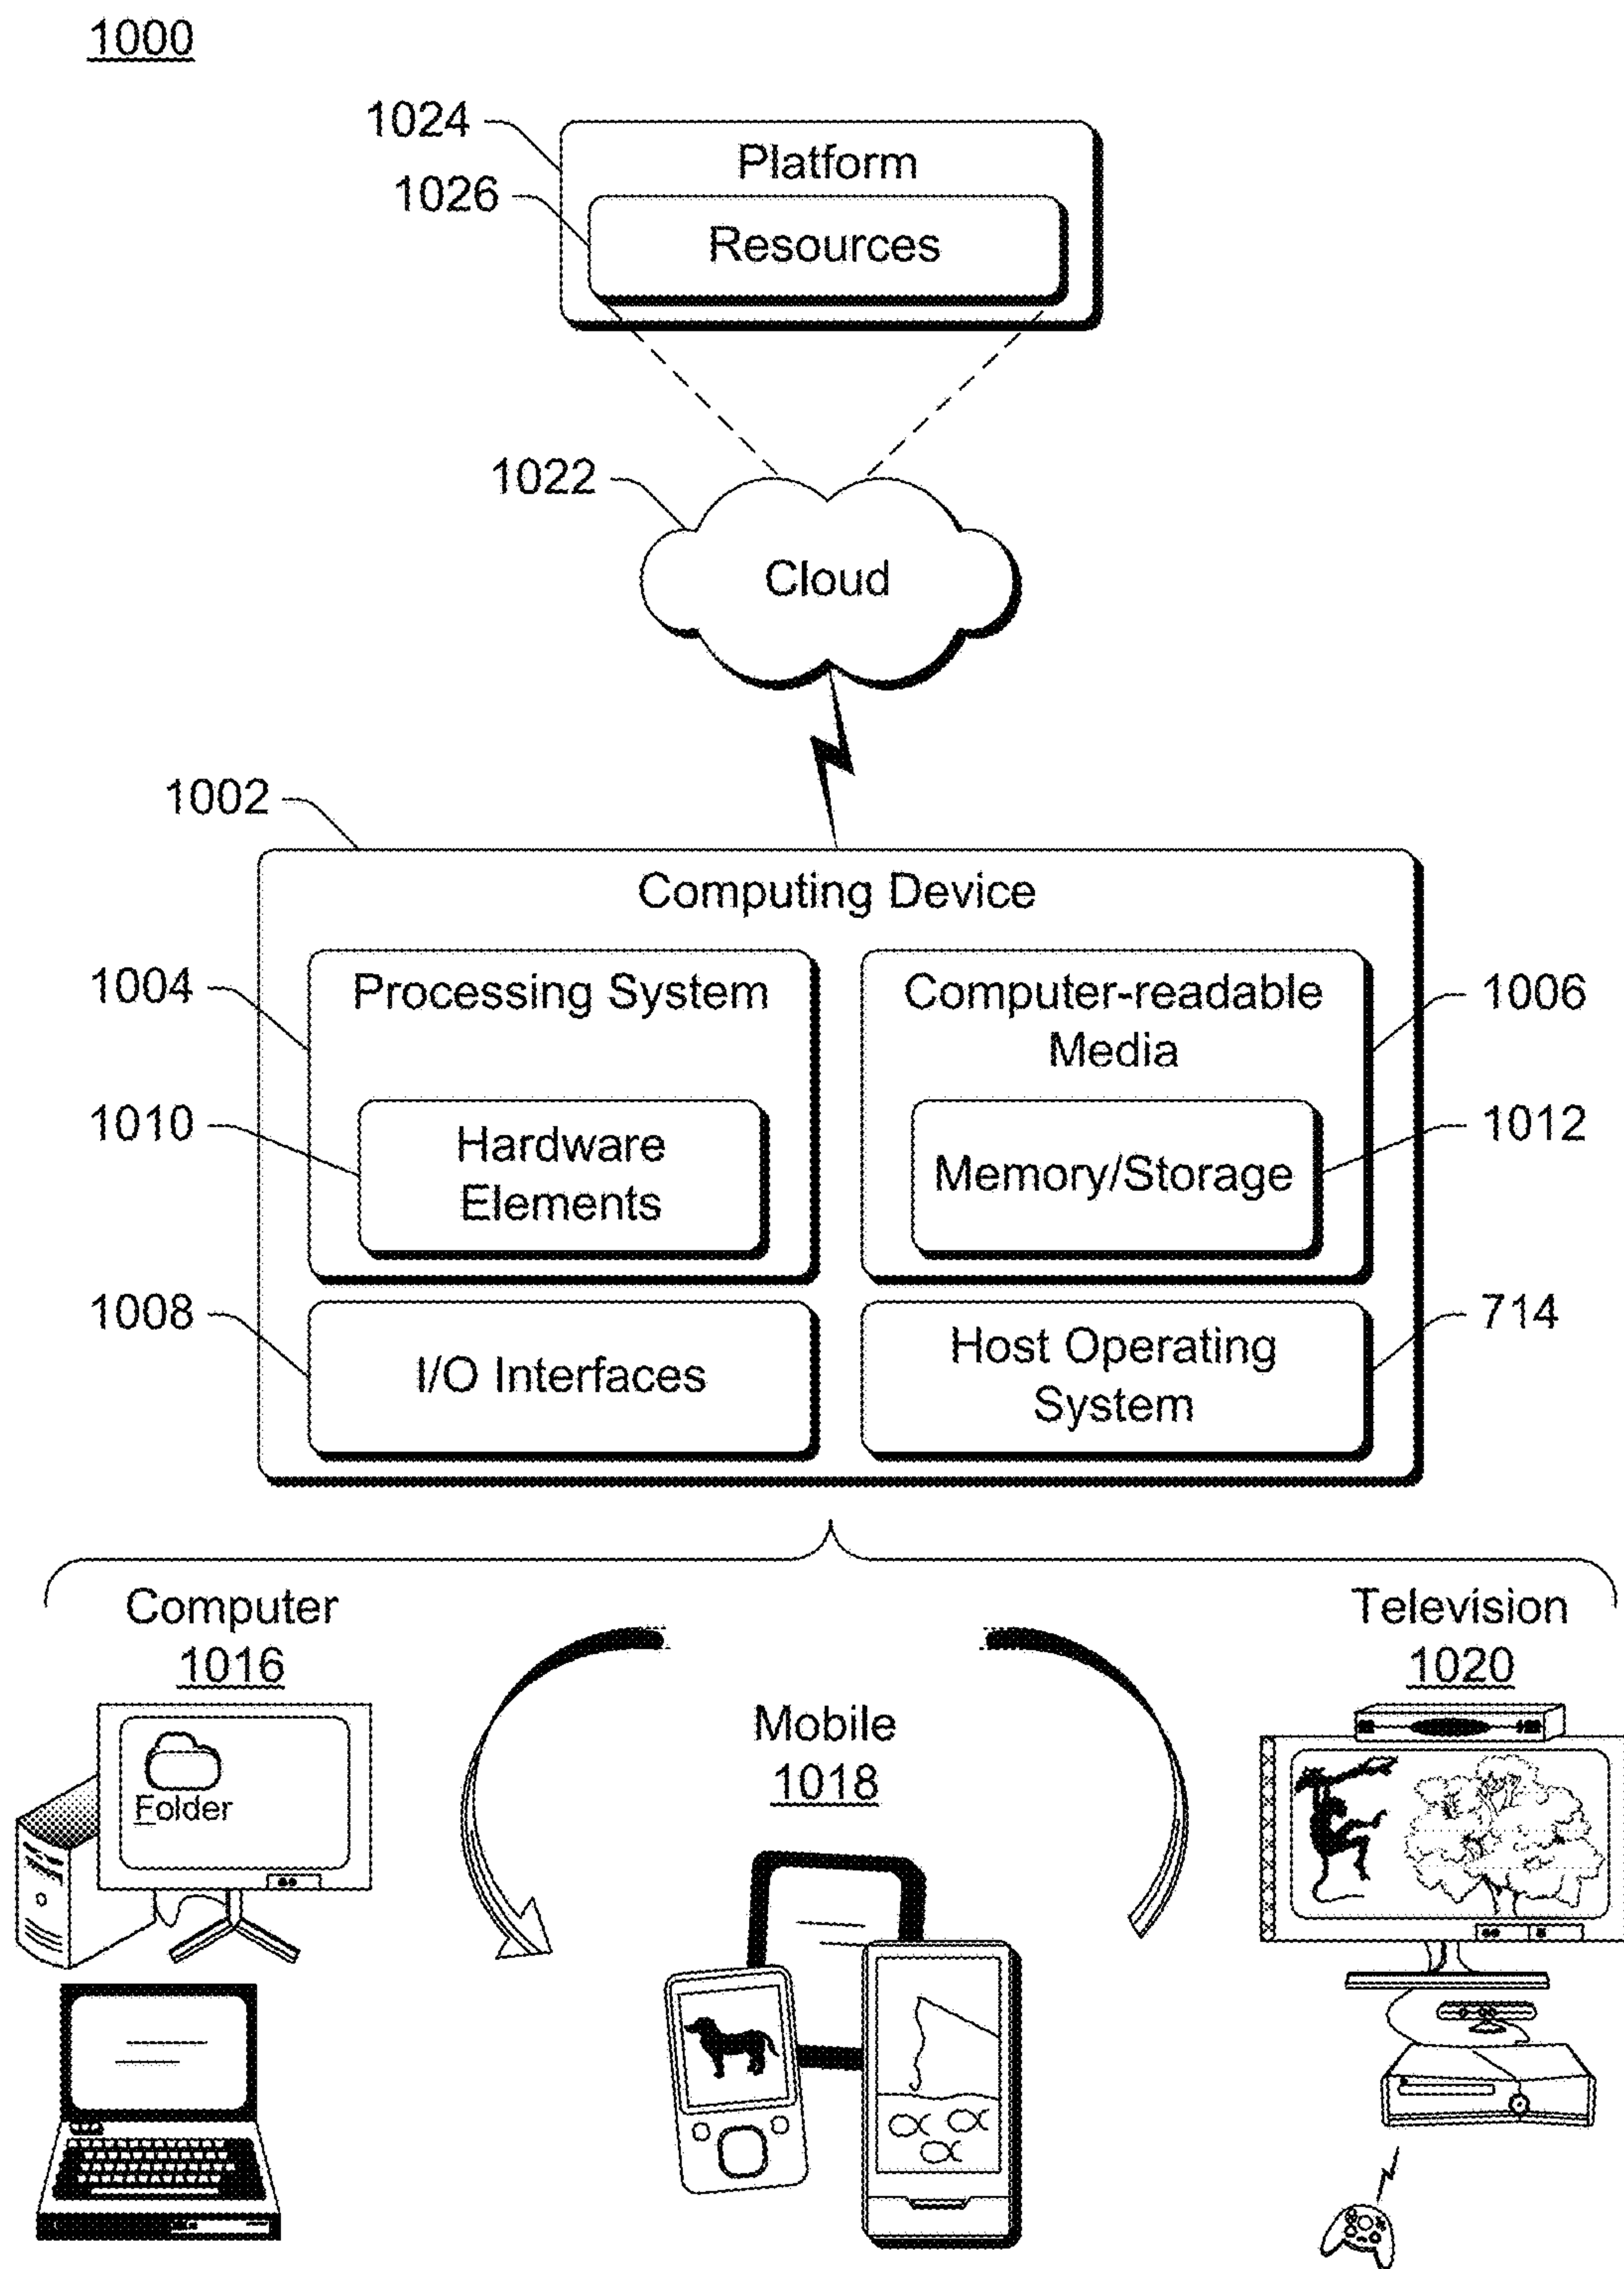 1000
1024
Platform
1026
Resources
1022
Cloud
1002
Computing Device
1004
Processing System
Computer-readable
Media
1006
1010
Hardware
Elements
Memory/Storage
1012
1008
I/O Interfaces
Host Operating
System
714
Computer
1016
Folder
Mobile
1018
Television
1020